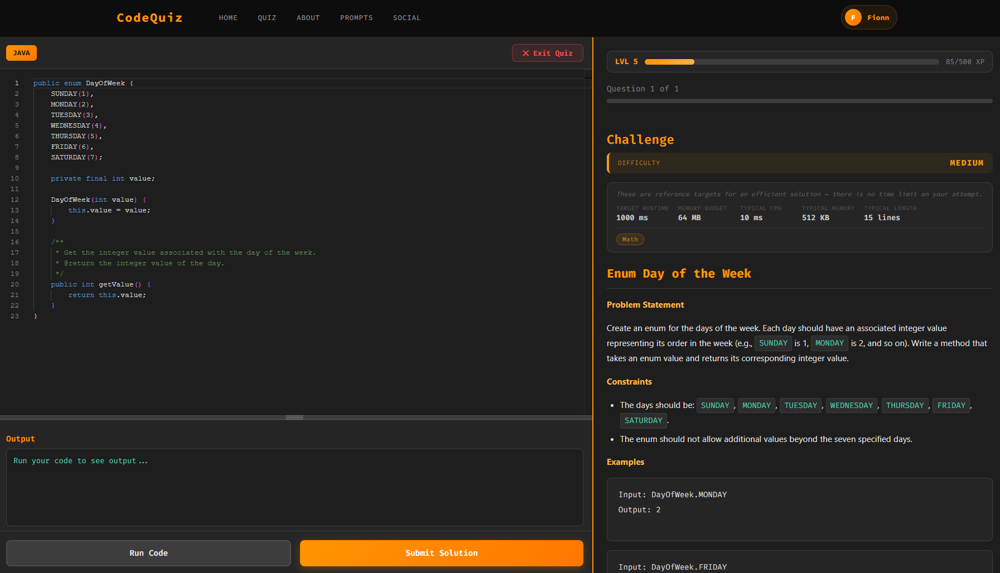 CodeQuiz
HOME
QUIZ
ABOUT
PROMPTS
SOCIAL
F
Fionn
JAVA
✕ Exit Quiz
1 public enum DayOfWeek {
2 SUNDAY(1),
3 MONDAY(2),
4 TUESDAY(3),
5 WEDNESDAY(4),
6 THURSDAY(5),
7 FRIDAY(6),
8 SATURDAY(7);
9
10 private final int value;
11
12 DayOfWeek(int value) {
13 this.value = value;
14 }
15
16 /**
17 * Get the integer value associated with the day of the week.
18 * @return the integer value of the day.
19 */
20 public int getValue() {
21 return this.value;
22 }
23 }
Output
Run your code to see output...
Run Code
Submit Solution
LVL 5
85/500 XP
Question 1 of 1
Challenge
DIFFICULTY
MEDIUM
These are reference targets for an efficient solution — there is no time limit on your attempt.
TARGET RUNTIME
1000 ms
MEMORY BUDGET
64 MB
TYPICAL CPU
10 ms
TYPICAL MEMORY
512 KB
TYPICAL LENGTH
15 lines
Math
Enum Day of the Week
Problem Statement
Create an enum for the days of the week. Each day should have an associated integer value
representing its order in the week (e.g., SUNDAY is 1, MONDAY is 2, and so on). Write a method that
takes an enum value and returns its corresponding integer value.
Constraints
• The days should be: SUNDAY, MONDAY, TUESDAY, WEDNESDAY, THURSDAY, FRIDAY,
SATURDAY.
• The enum should not allow additional values beyond the seven specified days.
Examples
Input: DayOfWeek.MONDAY
Output: 2
Input: DayOfWeek.FRIDAY